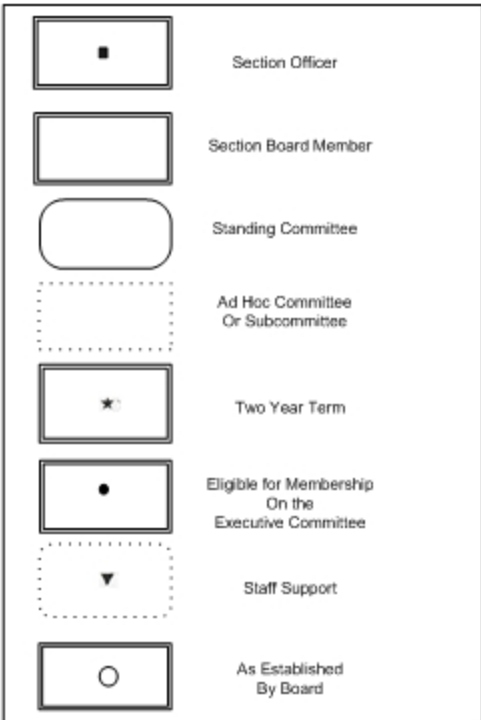 Section Officer
Section Board Member
Standing Committee
Ad Hoc Committee
Or Subcommittee
Two Year Term
Eligible for Membership
On the
Executive Committee
Staff Support
As Established
By Board